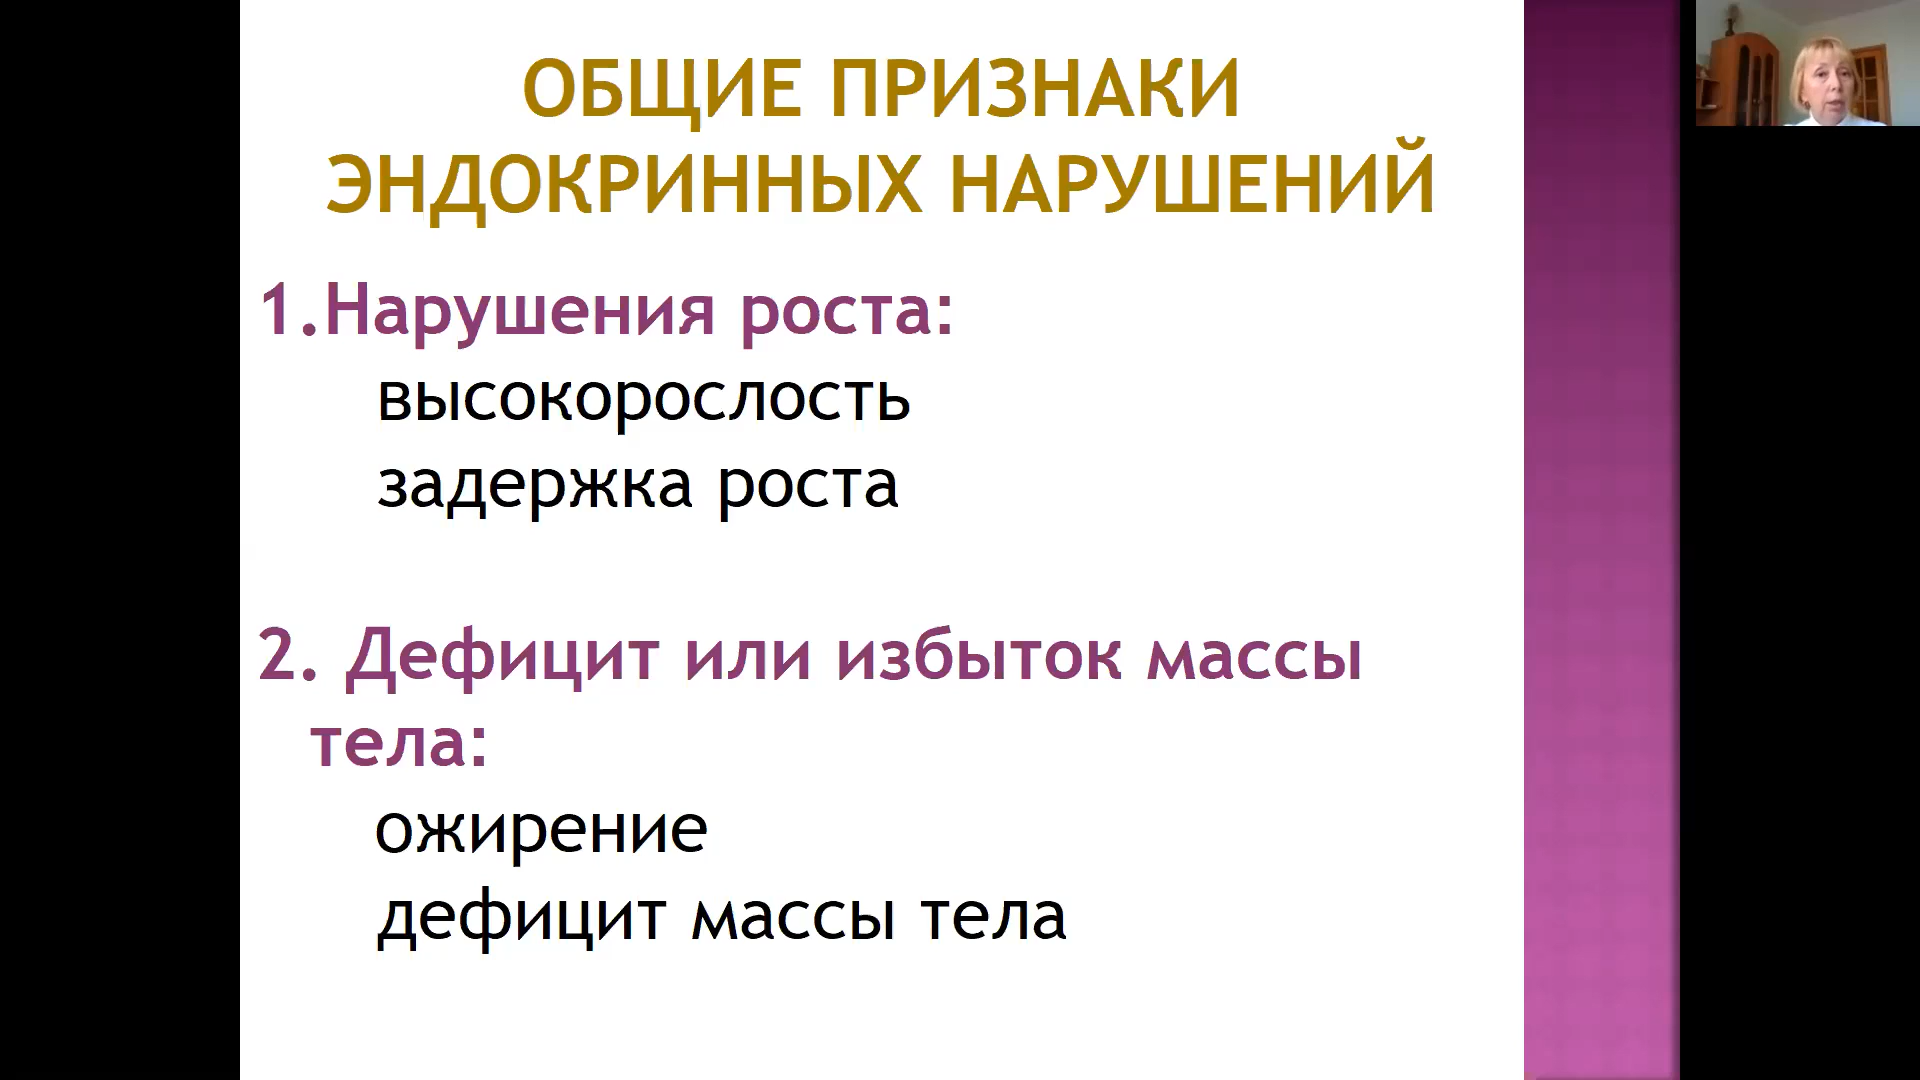 ОБЩИЕ ПРИЗНАКИ
ЭНДОКРИННЫХ НАРУШЕНИЙ
1.Нарушения роста:
высокорослость
задержка роста
2. Дефицит или избыток массы
тела:
ожирение
дефицит массы тела